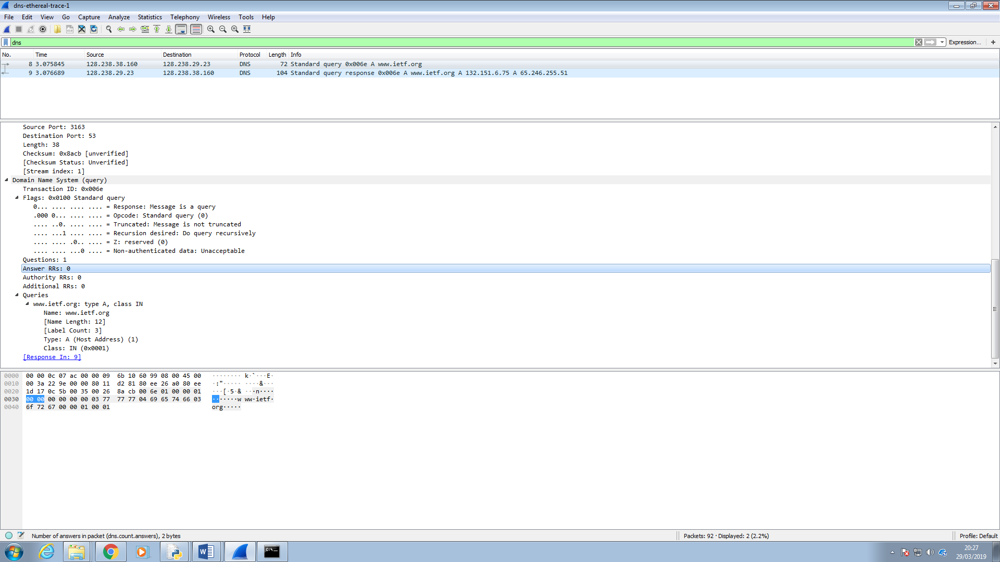 dns-ethereal-trace-1
File Edit View Go Capture Analyze Statistics Telephony Wireless Tools Help
dns
Expression... +
No. Time Source Destination Protocol Length Info
8 3.075845 128.238.38.160 128.238.29.23 DNS 72 Standard query 0x006e A www.ietf.org
9 3.076689 128.238.29.23 128.238.38.160 DNS 104 Standard query response 0x006e A www.ietf.org A 132.151.6.75 A 65.246.255.51
Source Port: 3163
Destination Port: 53
Length: 38
Checksum: 0x8acb [unverified]
[Checksum Status: Unverified]
[Stream index: 1]
Domain Name System (query)
Transaction ID: 0x006e
Flags: 0x0100 Standard query
0... .... .... .... = Response: Message is a query
.000 0... .... .... = Opcode: Standard query (0)
.... ..0. .... .... = Truncated: Message is not truncated
.... ...1 .... .... = Recursion desired: Do query recursively
.... .... .0.. .... = Z: reserved (0)
.... .... ...0 .... = Non-authenticated data: Unacceptable
Questions: 1
Answer RRs: 0
Authority RRs: 0
Additional RRs: 0
Queries
www.ietf.org: type A, class IN
Name: www.ietf.org
[Name Length: 12]
[Label Count: 3]
Type: A (Host Address) (1)
Class: IN (0x0001)
[Response In: 9]
0000 00 00 0c 07 ac 00 00 09 6b 10 60 99 08 00 45 00 ········ k·`···E·
0010 00 3a 22 9e 00 00 80 11 d2 81 80 ee 26 a0 80 ee ·:"····· ····&···
0020 1d 17 0c 5b 00 35 00 26 8a cb 00 6e 01 00 00 01 ···[·5·& ···n····
0030 00 00 00 00 00 00 03 77 77 77 04 69 65 74 66 03 ·······w ww·ietf·
0040 6f 72 67 00 00 01 00 01 org·····
Number of answers in packet (dns.count.answers), 2 bytes
Packets: 92 · Displayed: 2 (2.2%)
Profile: Default
20:27
29/03/2019